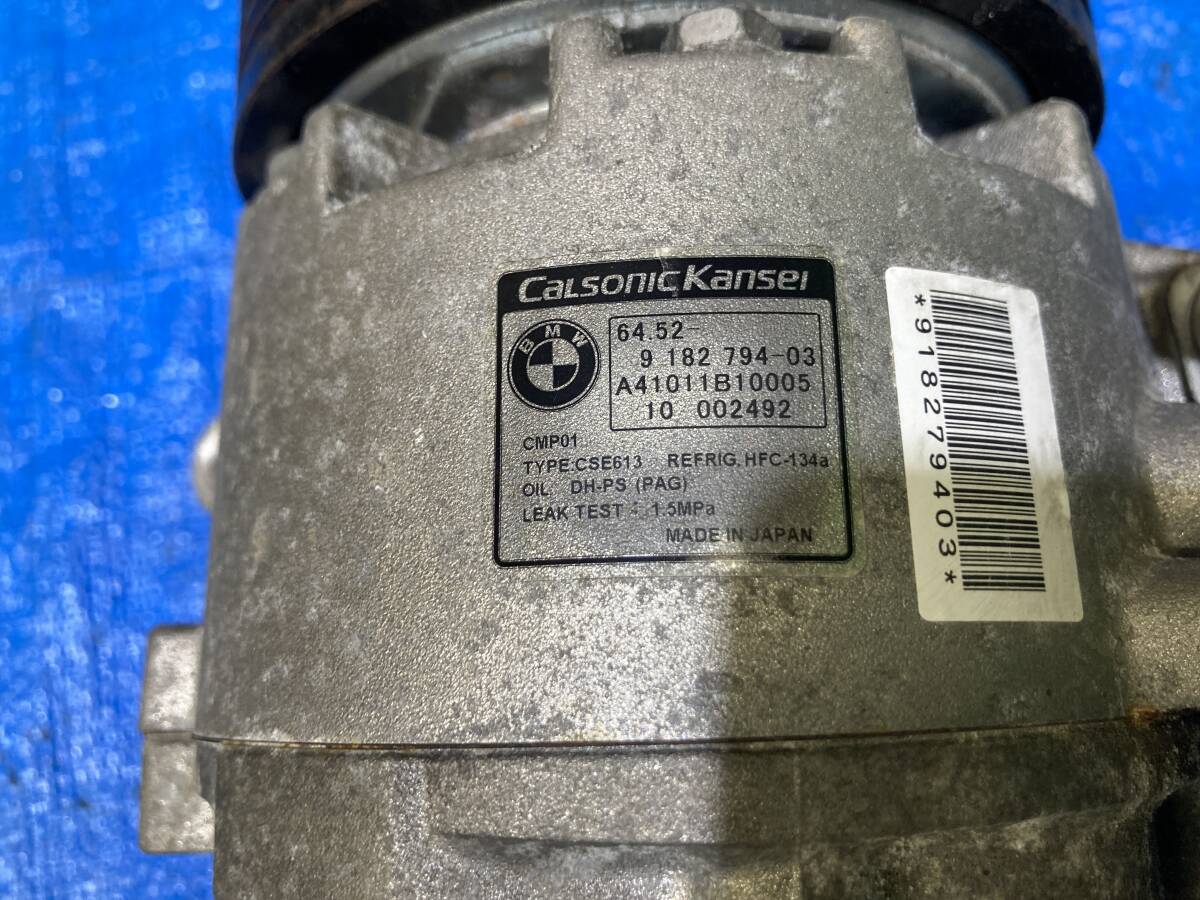 CalsonicKansei
BMW
64.52-
9 182 794-03
A41011B10005
10 002492
CMP01
TYPE:CSE613 REFRIG. HFC-134a
OIL: DH-PS (PAG)
LEAK TEST : 1.5MPa
MADE IN JAPAN
*918279403*